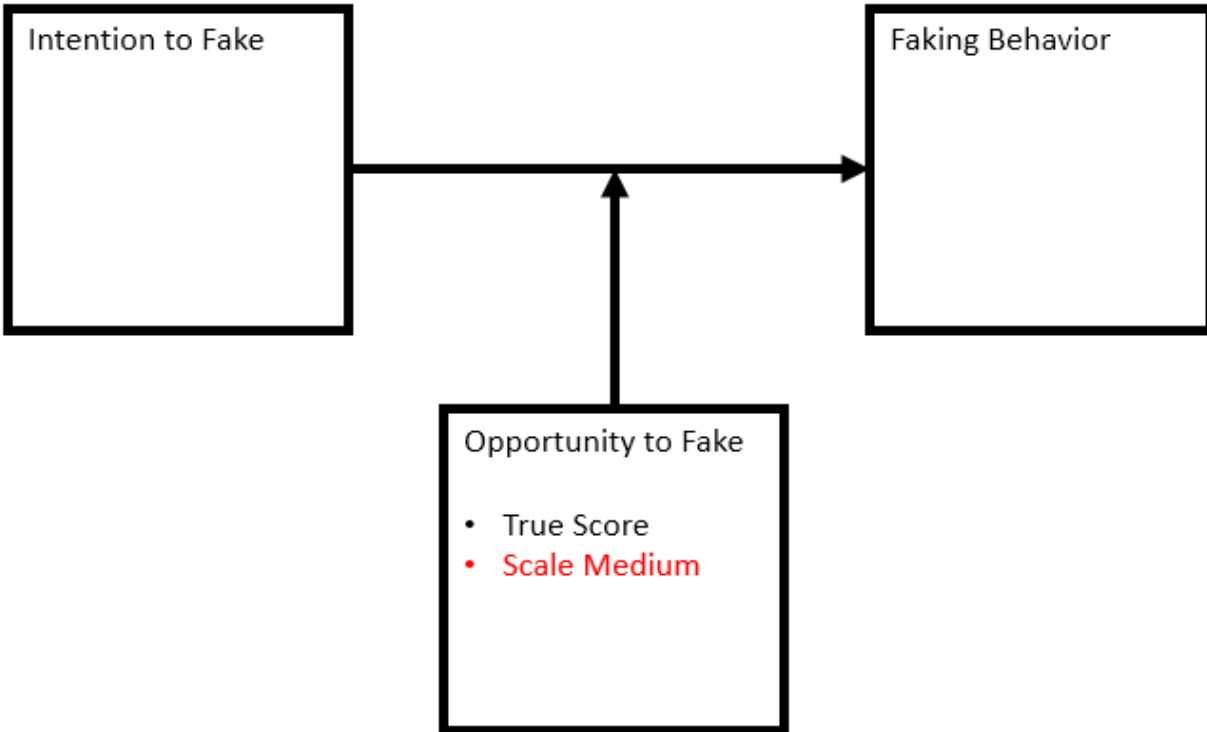 Intention to Fake
Faking Behavior
Opportunity to Fake
• True Score
• Scale Medium